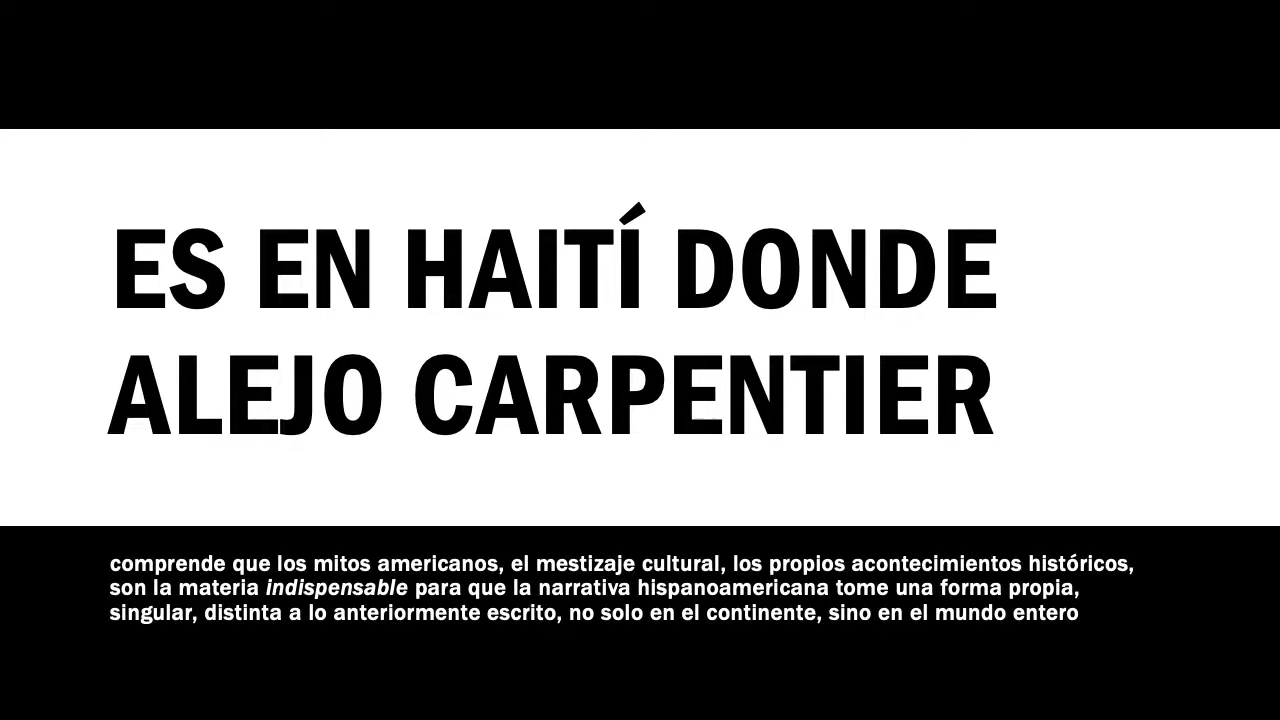 ES EN HAITÍ DONDE
ALEJO CARPENTIER
comprende que los mitos americanos, el mestizaje cultural, los propios acontecimientos históricos,
son la materia indispensable para que la narrativa hispanoamericana tome una forma propia,
singular, distinta a lo anteriormente escrito, no solo en el continente, sino en el mundo entero